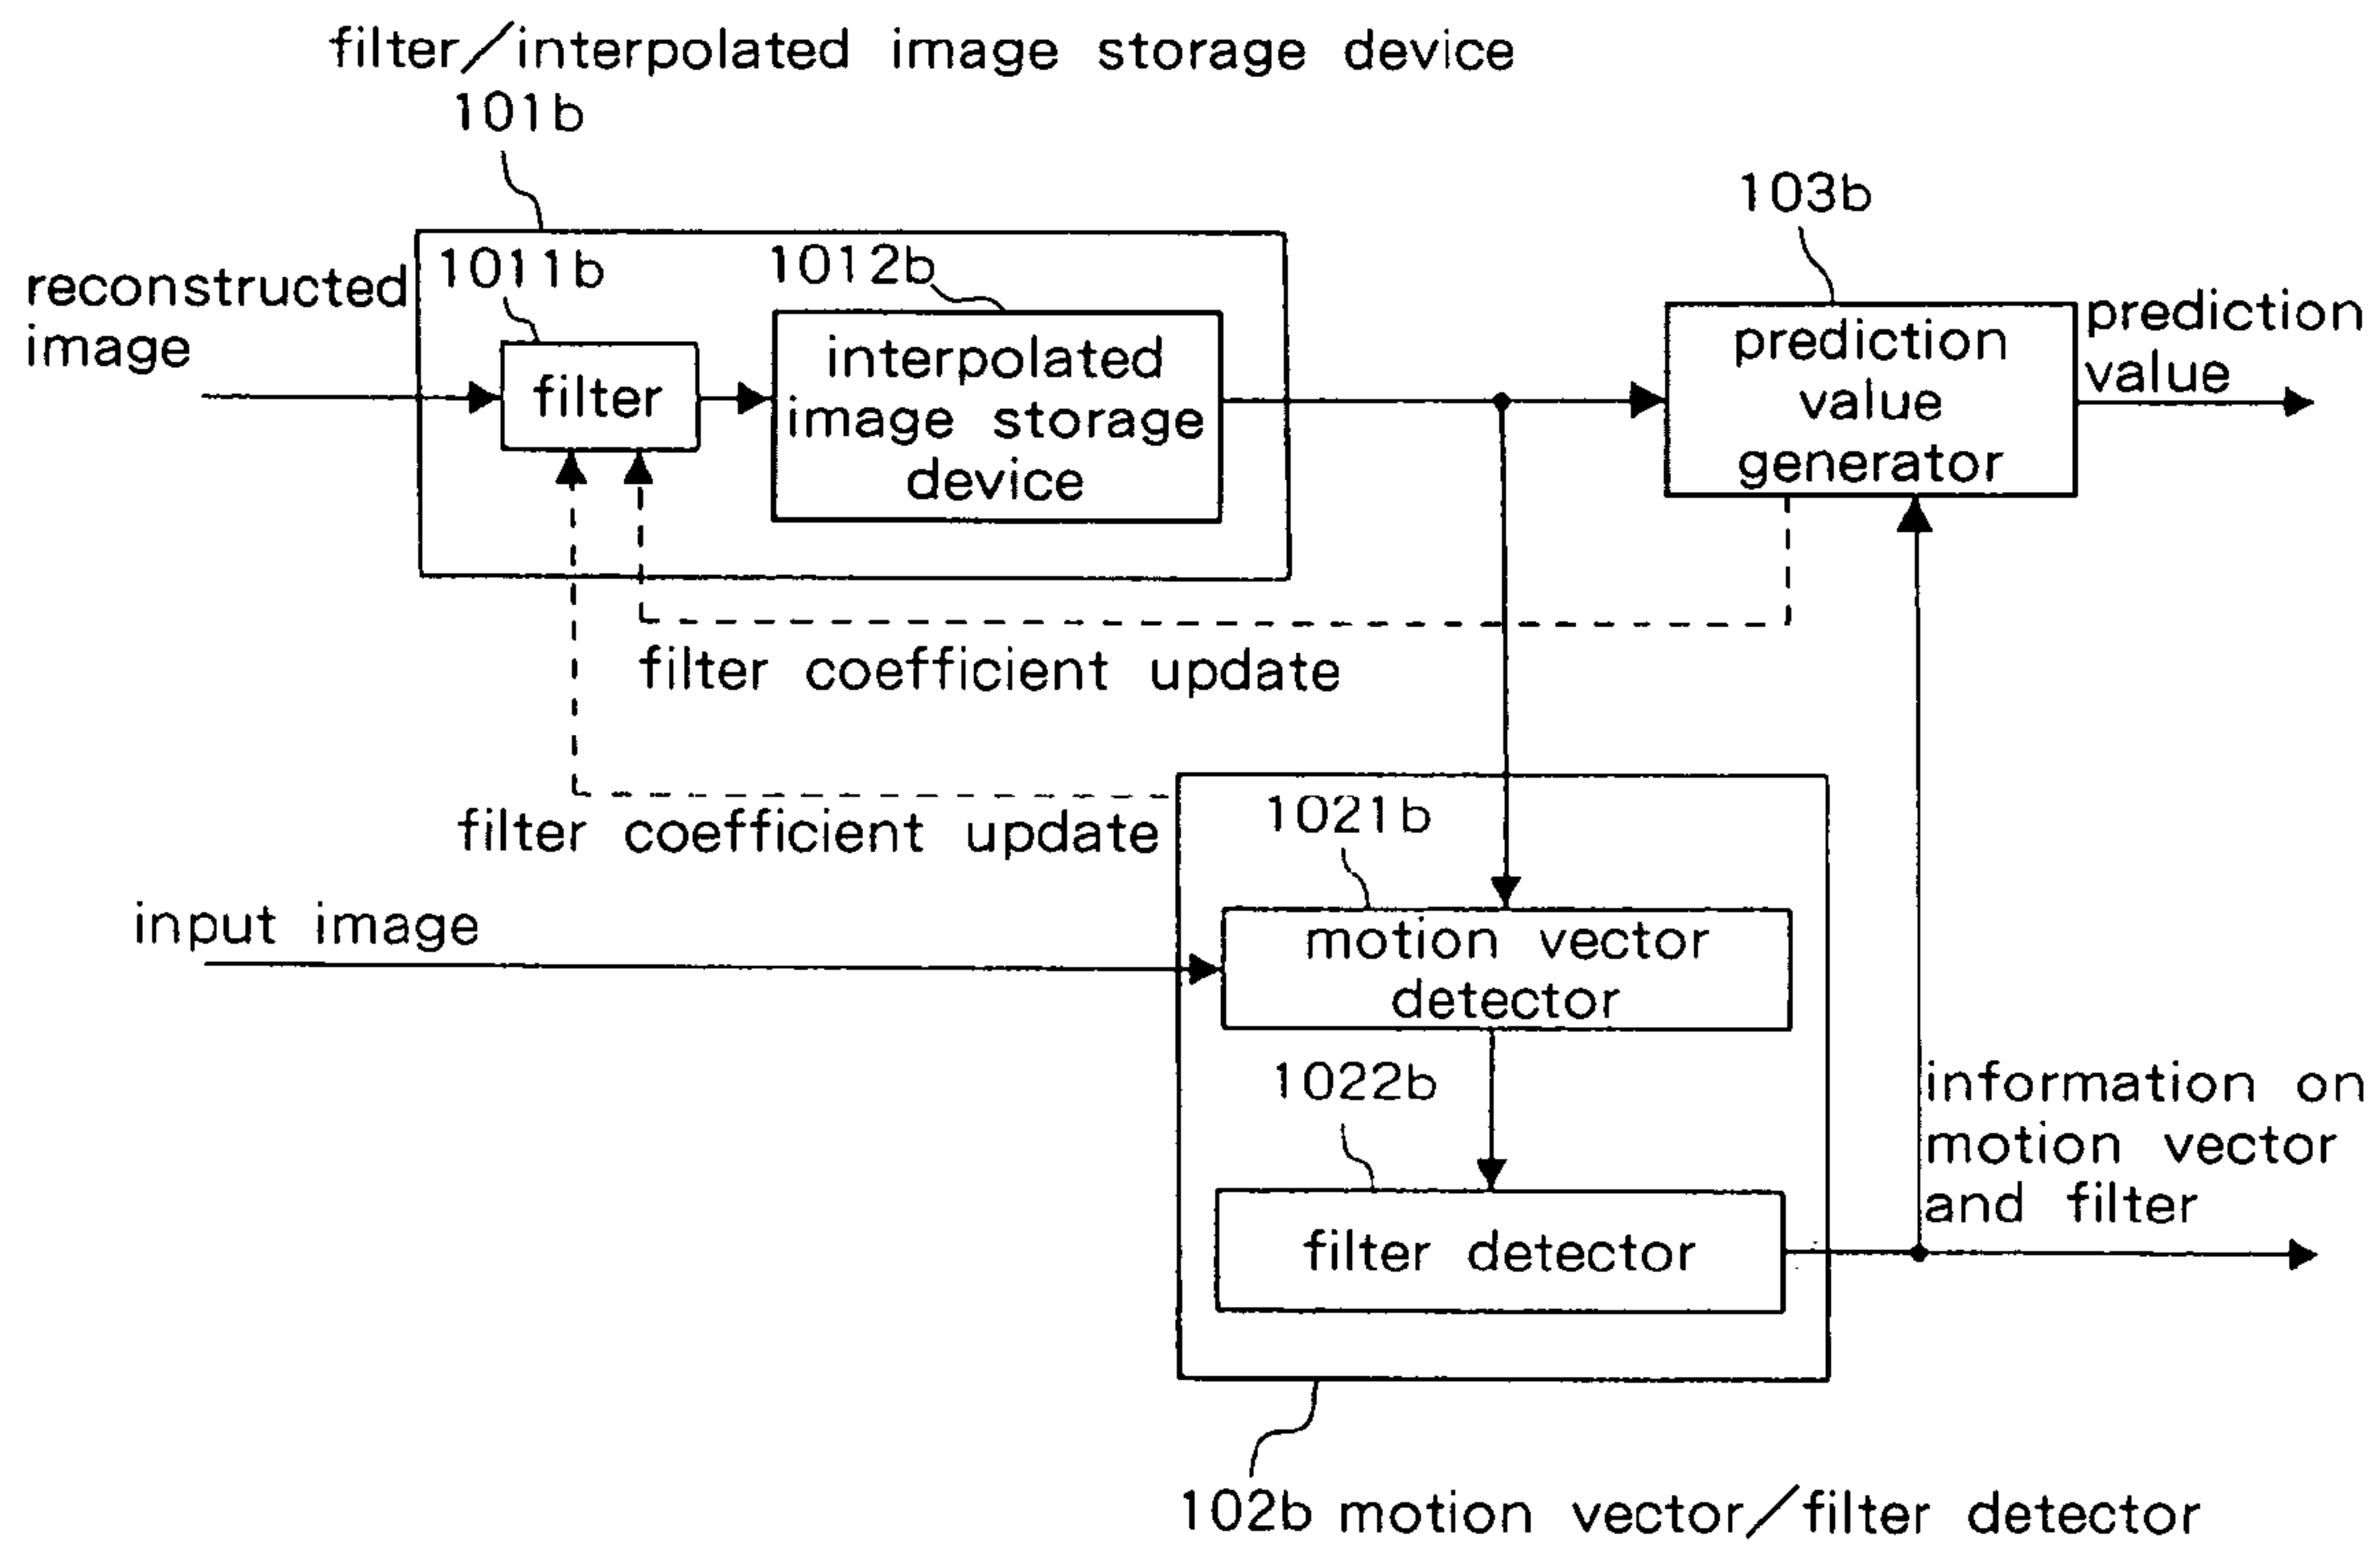 filter/interpolated image storage device
101b
103b
1011b
1012b
reconstructed
image
filter
interpolated
image storage
device
prediction
value
generator
prediction
value
filter coefficient update
filter coefficient update
1021b
input image
motion vector
detector
1022b
information on
motion vector
and filter
filter detector
102b motion vector/filter detector